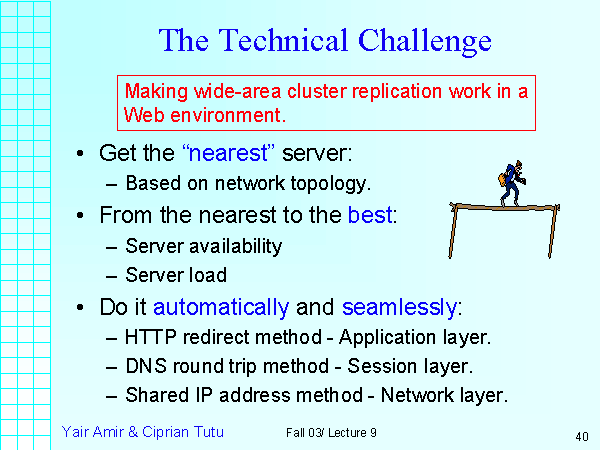 The Technical Challenge
Making wide-area cluster replication work in a
Web environment.
• Get the “nearest” server:
– Based on network topology.
• From the nearest to the best:
– Server availability
– Server load
• Do it automatically and seamlessly:
– HTTP redirect method - Application layer.
– DNS round trip method - Session layer.
– Shared IP address method - Network layer.
Yair Amir & Ciprian Tutu
Fall 03/ Lecture 9
40